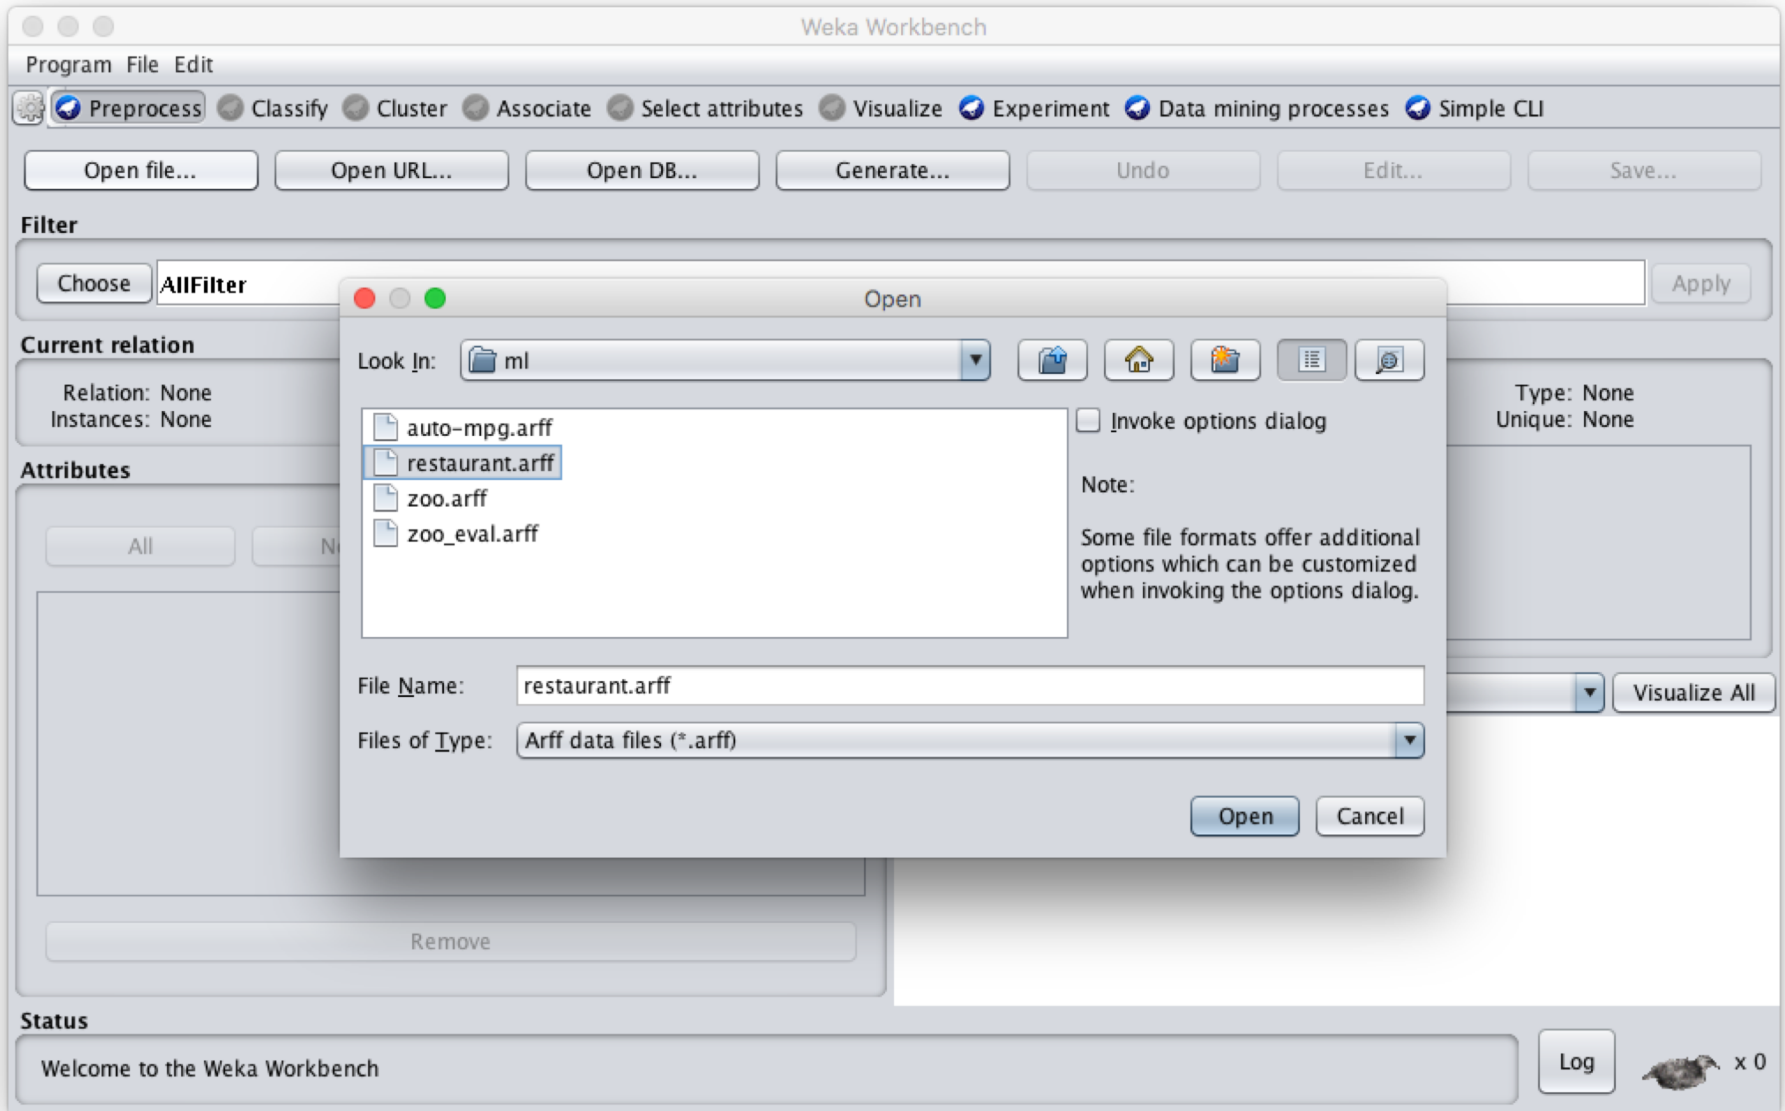 Weka Workbench
Program File Edit
Preprocess Classify Cluster Associate Select attributes Visualize Experiment Data mining processes Simple CLI
Open file... Open URL... Open DB... Generate... Undo Edit... Save...
Filter
Choose AllFilter Apply
Open
Look In: ml
Current relation
Relation: None
Instances: None
Type: None
Unique: None
auto-mpg.arff
restaurant.arff
zoo.arff
zoo_eval.arff
Invoke options dialog
Note:
Some file formats offer additional
options which can be customized
when invoking the options dialog.
Attributes
All
File Name: restaurant.arff
Files of Type: Arff data files (*.arff)
Open Cancel
Visualize All
Remove
Status
Welcome to the Weka Workbench
Log x 0